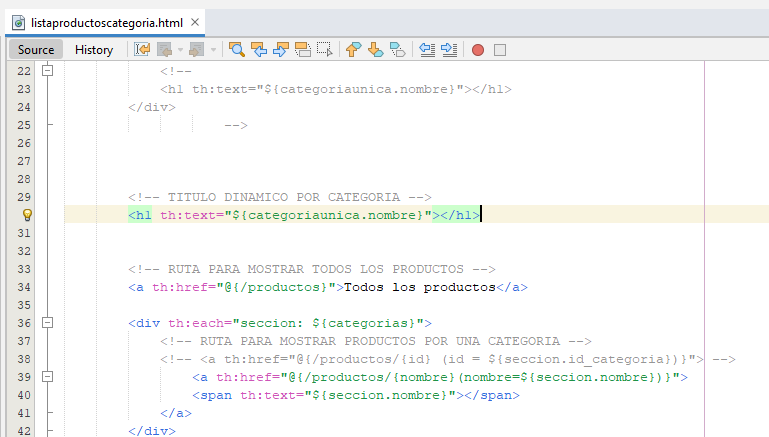 listaproductoscategoria.html
Source History
22 <!--
23 <h1 th:text="${categoriaunica.nombre}"></h1>
24 </div>
25 -->
26
27
28
29 <!-- TITULO DINAMICO POR CATEGORIA -->
<h1 th:text="${categoriaunica.nombre}"></h1>
31
32
33 <!-- RUTA PARA MOSTRAR TODOS LOS PRODUCTOS -->
34 <a th:href="@{/productos}">Todos los productos</a>
35
36 <div th:each="seccion: ${categorias}">
37 <!-- RUTA PARA MOSTRAR PRODUCTOS POR UNA CATEGORIA -->
38 <!-- <a th:href="@{/productos/{id} (id = ${seccion.id_categoria})}"> -->
39 <a th:href="@{/productos/{nombre}(nombre=${seccion.nombre})}">
40 <span th:text="${seccion.nombre}"></span>
41 </a>
42 </div>